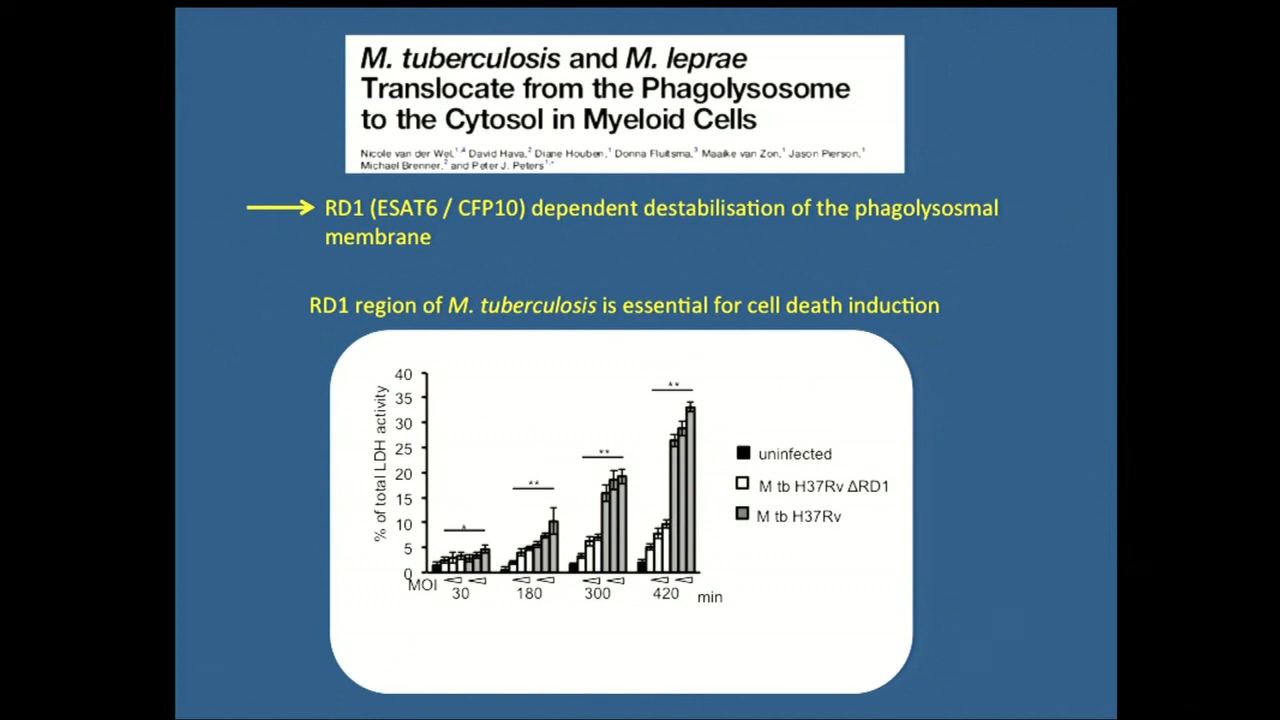 M. tuberculosis and M. leprae
Translocate from the Phagolysosome
to the Cytosol in Myeloid Cells
Nicole van der Wel,1,4 David Hava,2 Diane Houben,1 Donna Fluitsma,3 Maaike van Zon,1 Jason Pierson,1
Michael Brenner,2 and Peter J. Peters1,*
RD1 (ESAT6 / CFP10) dependent destabilisation of the phagolysosmal
membrane
RD1 region of M. tuberculosis is essential for cell death induction
% of total LDH activity
40
35
30
25
20
15
10
5
0
*
**
**
**
MOI
30
180
300
420
min
uninfected
M tb H37Rv ΔRD1
M tb H37Rv